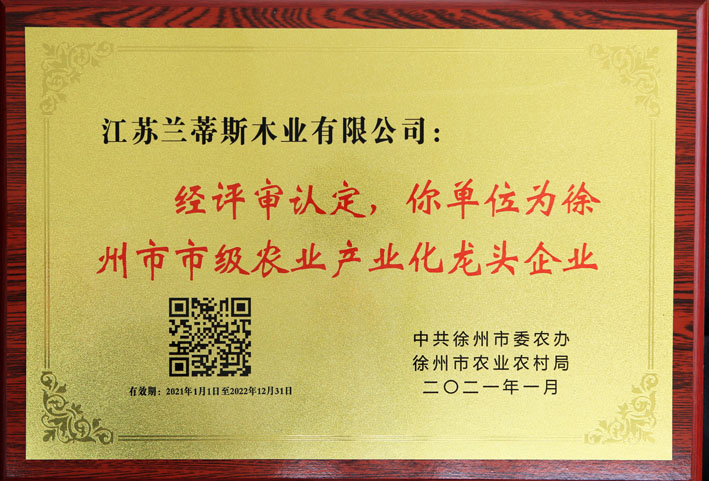 江苏兰蒂斯木业有限公司：
经评审认定，你单位为徐
州市市级农业产业化龙头企业
中共徐州市委农办
徐州市农业农村局
二〇二一年一月
有效期：2021年1月1日至2022年12月31日